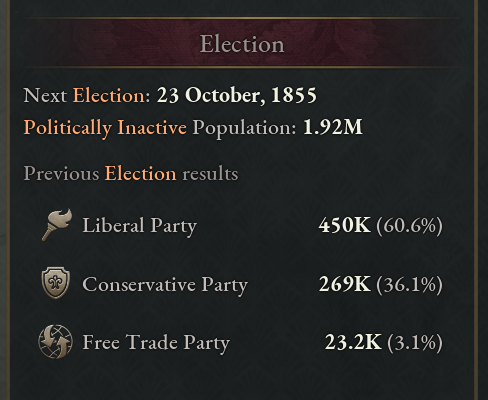 Election
Next Election: 23 October, 1855
Politically Inactive Population: 1.92M
Previous Election results
Liberal Party 450K (60.6%)
Conservative Party 269K (36.1%)
Free Trade Party 23.2K (3.1%)